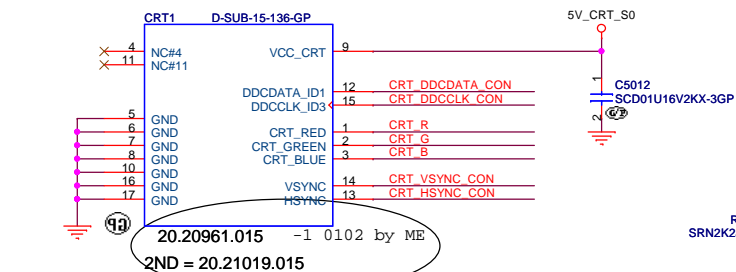 CRT1 D-SUB-15-136-GP
5V_CRT_S0
4 NC#4 VCC_CRT 9
11 NC#11
1 C5012
SCD01U16V2KX-3GP
2
DDCDATA_ID1 12 CRT_DDCDATA_CON
DDCCLK_ID3 15 CRT_DDCCLK_CON
5 GND
6 GND CRT_RED 1 CRT_R
7 GND CRT_GREEN 2 CRT_G
8 GND CRT_BLUE 3 CRT_B
10 GND
16 GND VSYNC 14 CRT_VSYNC_CON
17 GND HSYNC 13 CRT_HSYNC_CON
R
SRN2K2
20.20961.015 -1 0102 by ME
2ND = 20.21019.015